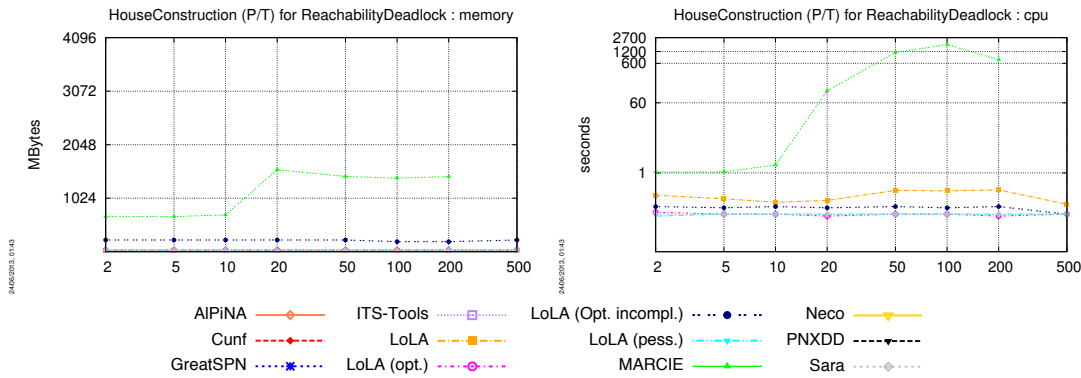 HouseConstruction (P/T) for ReachabilityDeadlock : memory
4096
3072
2048
1024
MBytes
2 5 10 20 50 100 200 500
24/06/2013, 01:43
HouseConstruction (P/T) for ReachabilityDeadlock : cpu
2700
1200
600
60
1
seconds
2 5 10 20 50 100 200 500
24/06/2013, 01:43
AlPiNA ITS-Tools LoLA (Opt. incompl.) Neco
Cunf LoLA LoLA (pess.) PNXDD
GreatSPN LoLA (opt.) MARCIE Sara